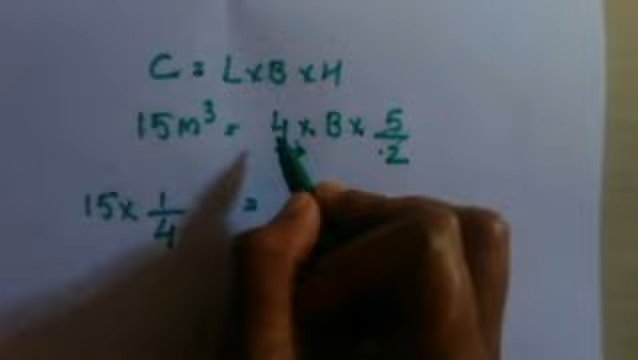 C = L x B x H
15m³ = 4 x B x 5/2
15 x 1/4 =